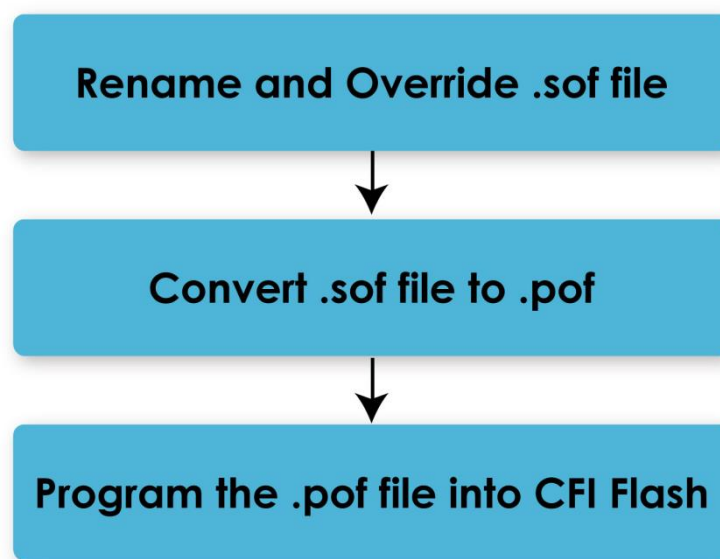 Rename and Override .sof file
Convert .sof file to .pof
Program the .pof file into CFI Flash